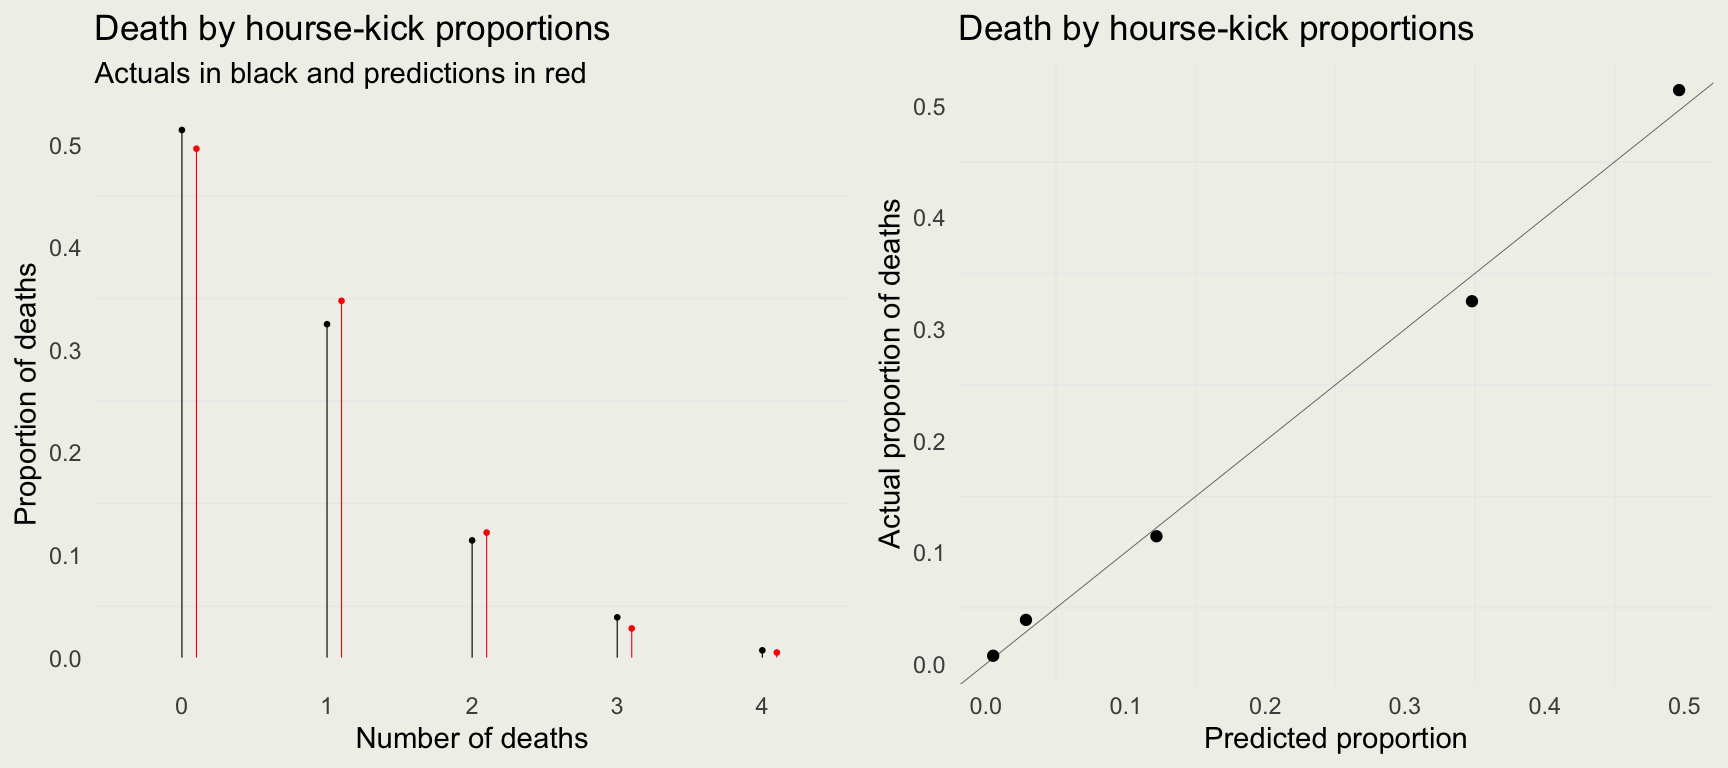 Death by hourse-kick proportions
Actuals in black and predictions in red
Proportion of deaths
0.5
0.4
0.3
0.2
0.1
0.0
0 1 2 3 4
Number of deaths
Death by hourse-kick proportions
Actual proportion of deaths
0.5
0.4
0.3
0.2
0.1
0.0
0.0 0.1 0.2 0.3 0.4 0.5
Predicted proportion